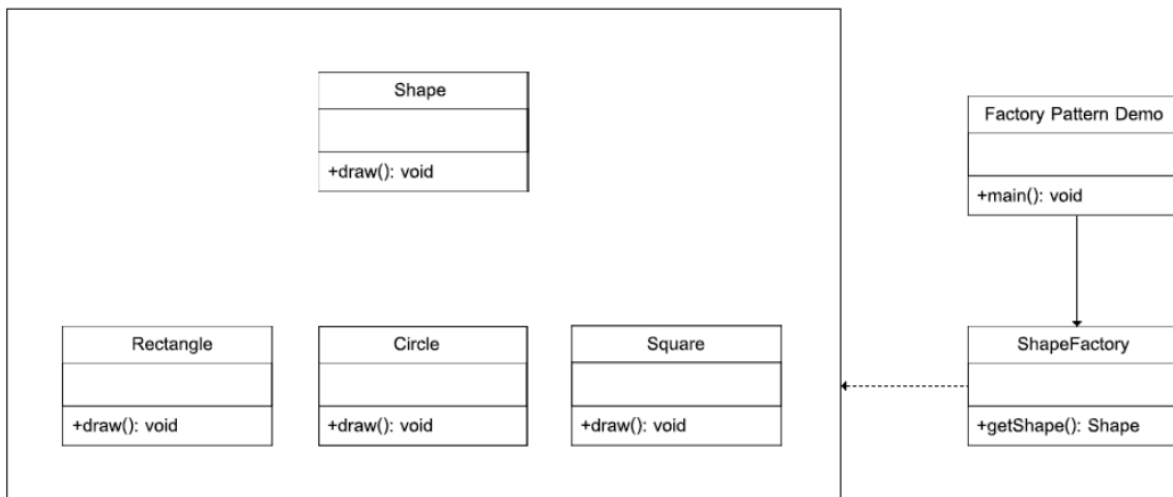 Shape
+draw(): void
Factory Pattern Demo
+main(): void
Rectangle
+draw(): void
Circle
+draw(): void
Square
+draw(): void
ShapeFactory
+getShape(): Shape